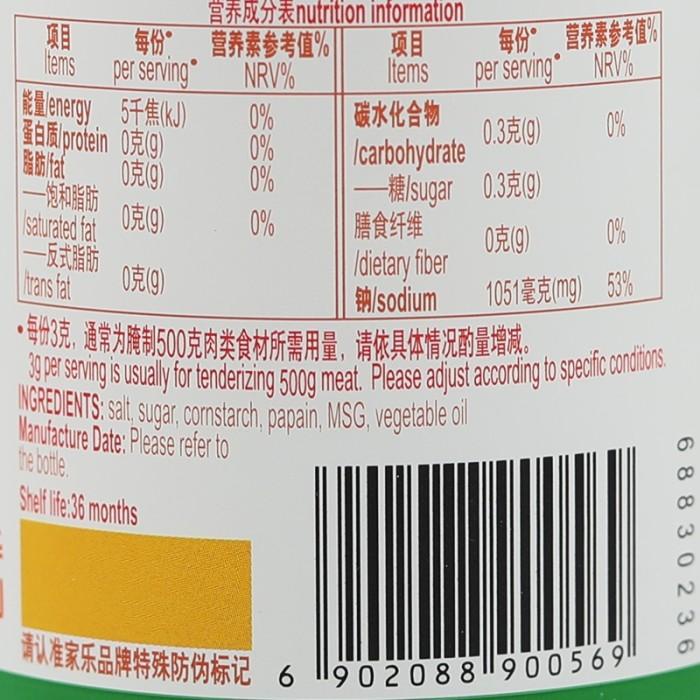 营养成分表nutrition information
项目 每份* 营养素参考值% 项目 每份* 营养素参考值%
Items per serving* NRV% Items per serving* NRV%
能量/energy 5千焦(kJ) 0%
蛋白质/protein 0克(g) 0%
脂肪/fat 0克(g) 0%
——饱和脂肪
/saturated fat 0克(g) 0%
——反式脂肪
/trans fat 0克(g)
碳水化合物
/carbohydrate 0.3克(g) 0%
——糖/sugar 0.3克(g)
膳食纤维
/dietary fiber 0克(g) 0%
钠/sodium 1051毫克(mg) 53%
•每份3克,通常为腌制500克肉类食材所需用量,请依具体情况酌量增减。
3g per serving is usually for tenderizing 500g meat. Please adjust according to specific conditions.
INGREDIENTS: salt, sugar, cornstarch, papain, MSG, vegetable oil
Manufacture Date: Please refer to
the bottle.
Shelf life:36 months
请认准家乐品牌特殊防伪标记
6 902088 900569
68830236